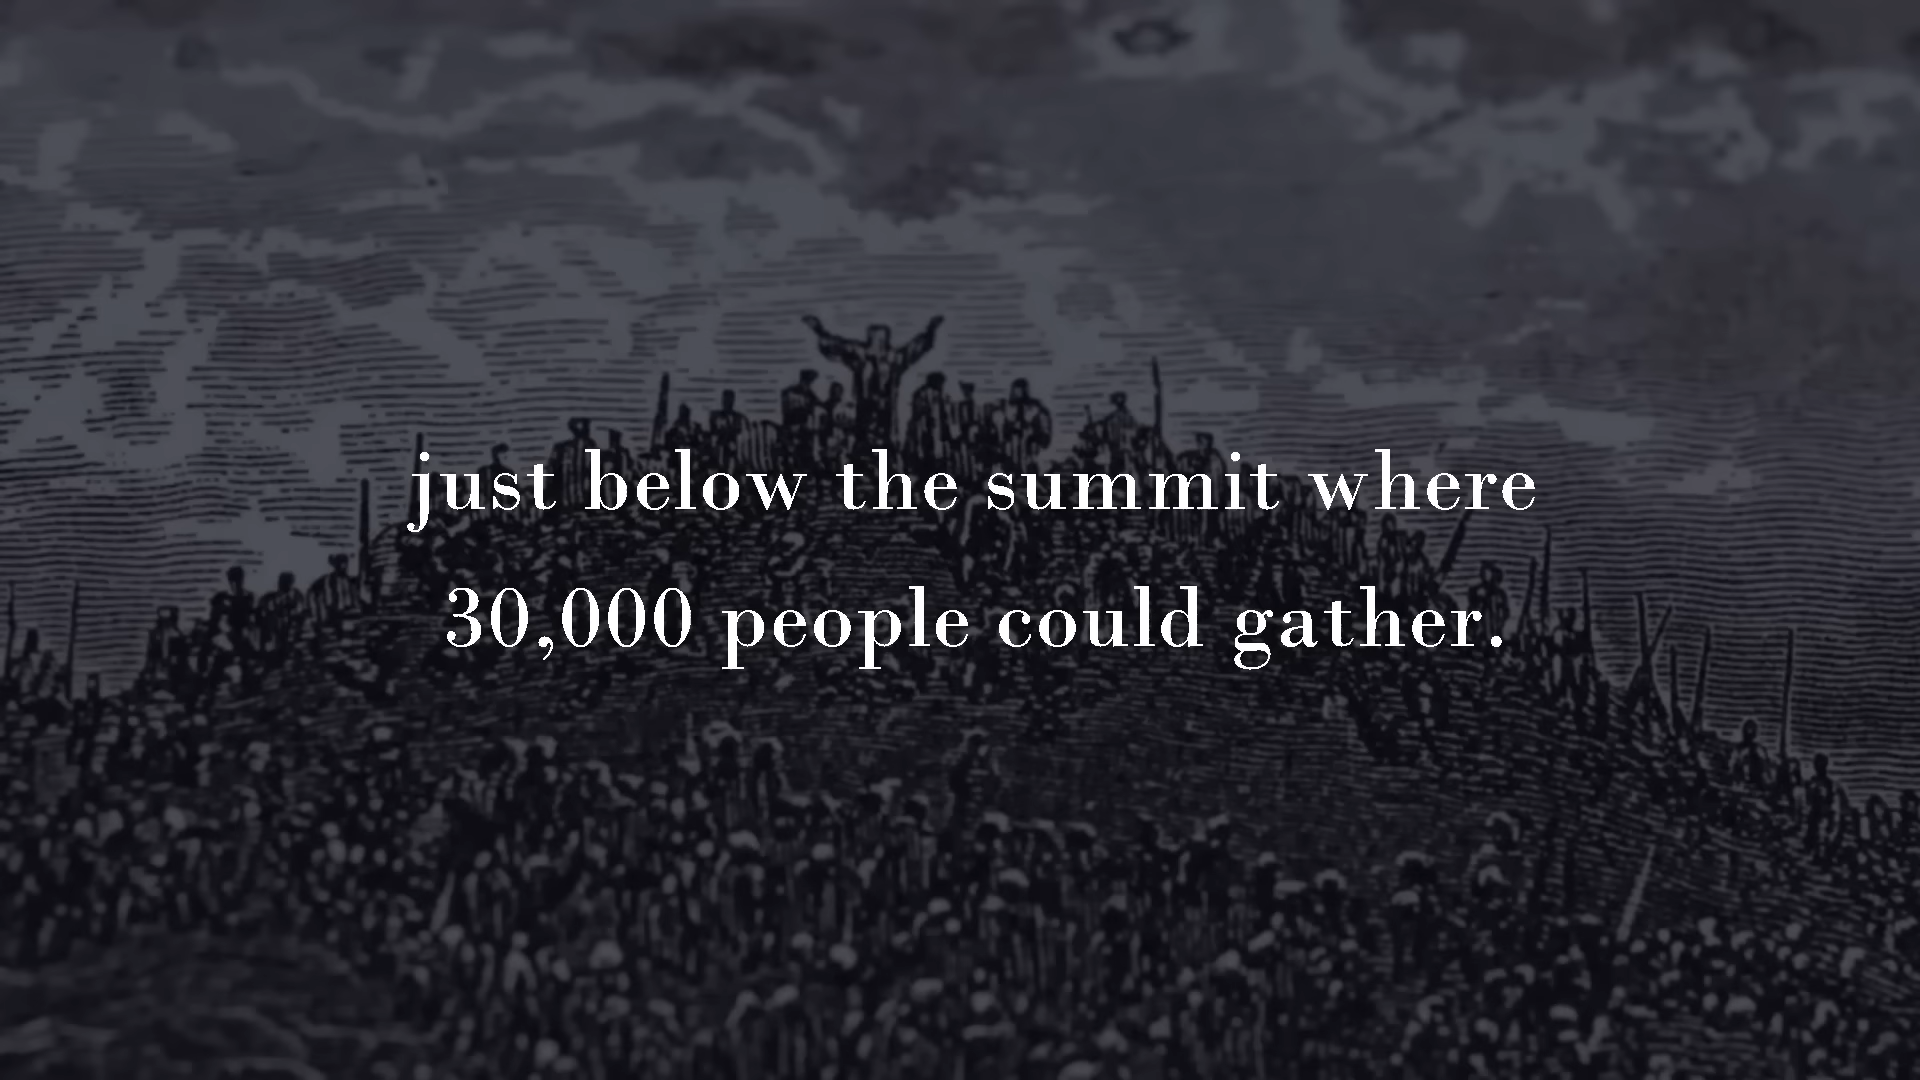 just below the summit where
30,000 people could gather.